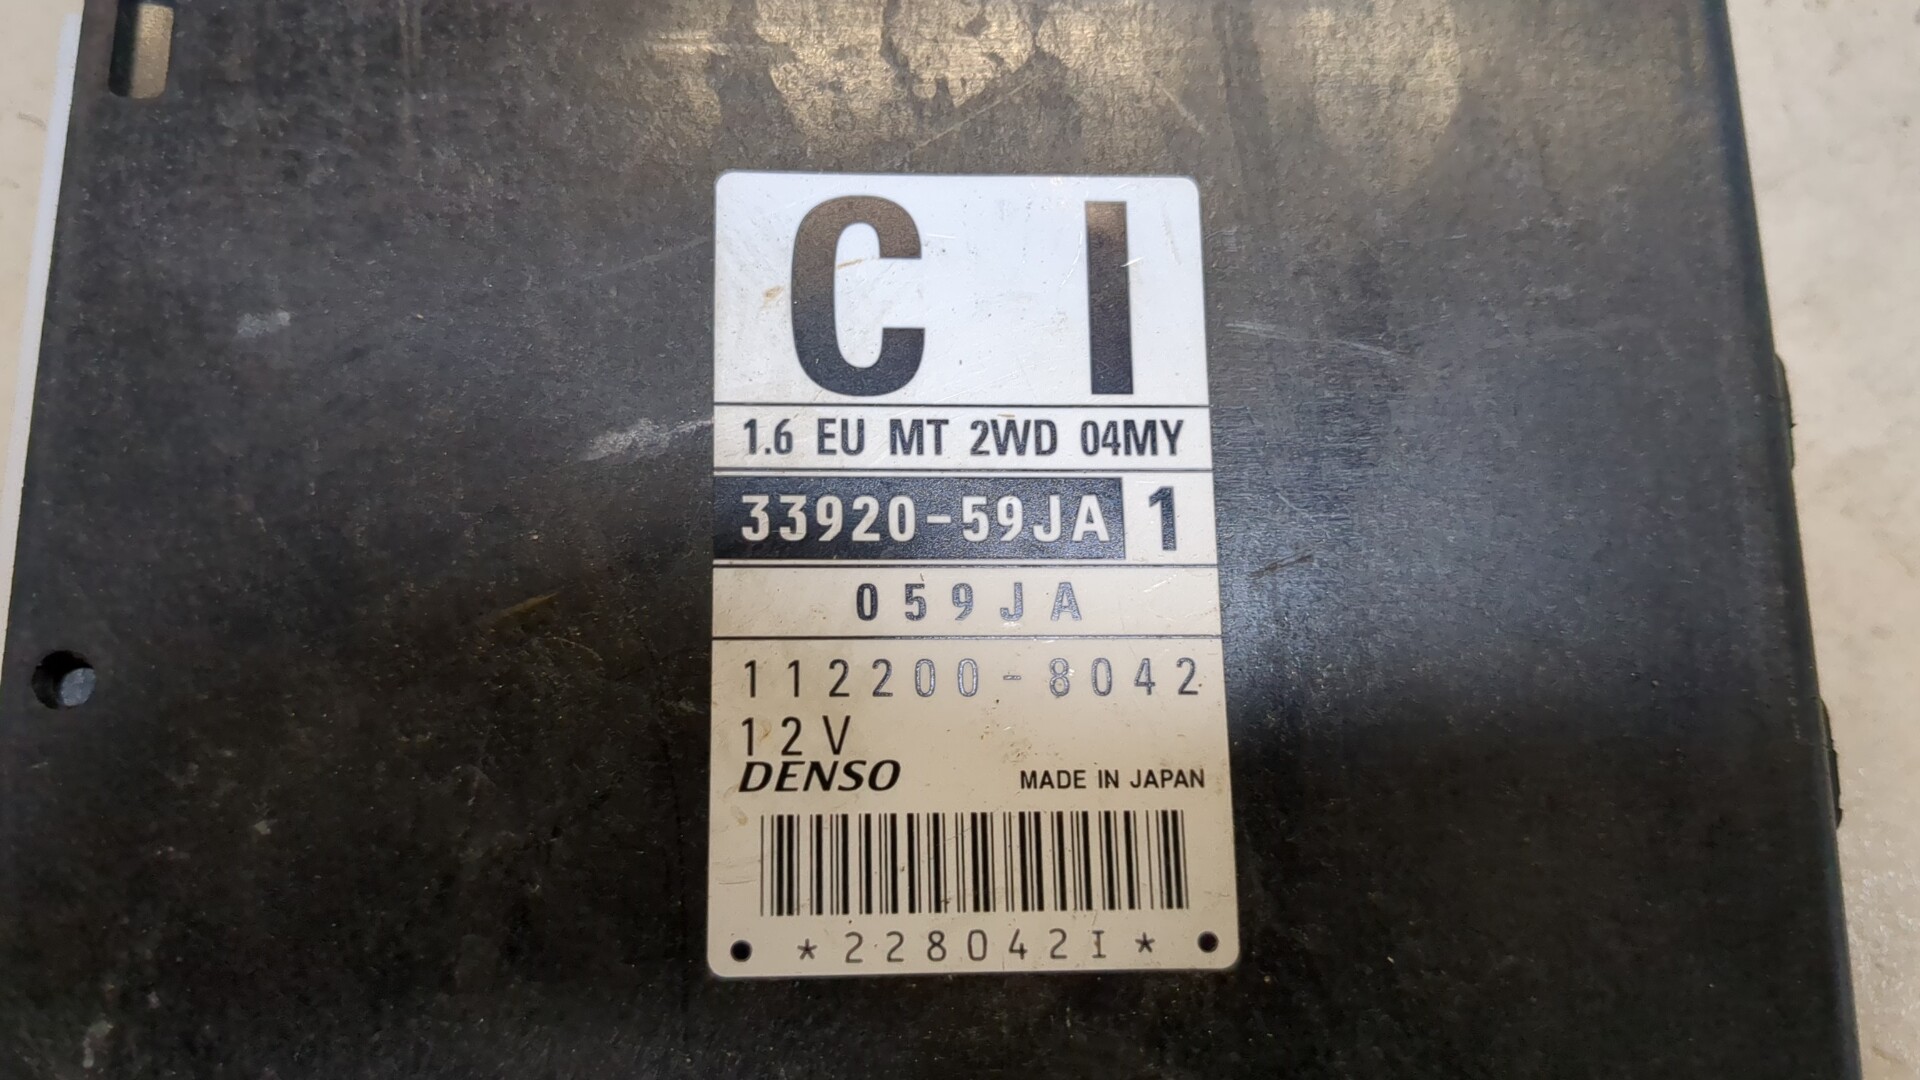 C I
1.6 EU MT 2WD 04MY
33920-59JA 1
059JA
112200-8042
12V
DENSO MADE IN JAPAN
*228042I*